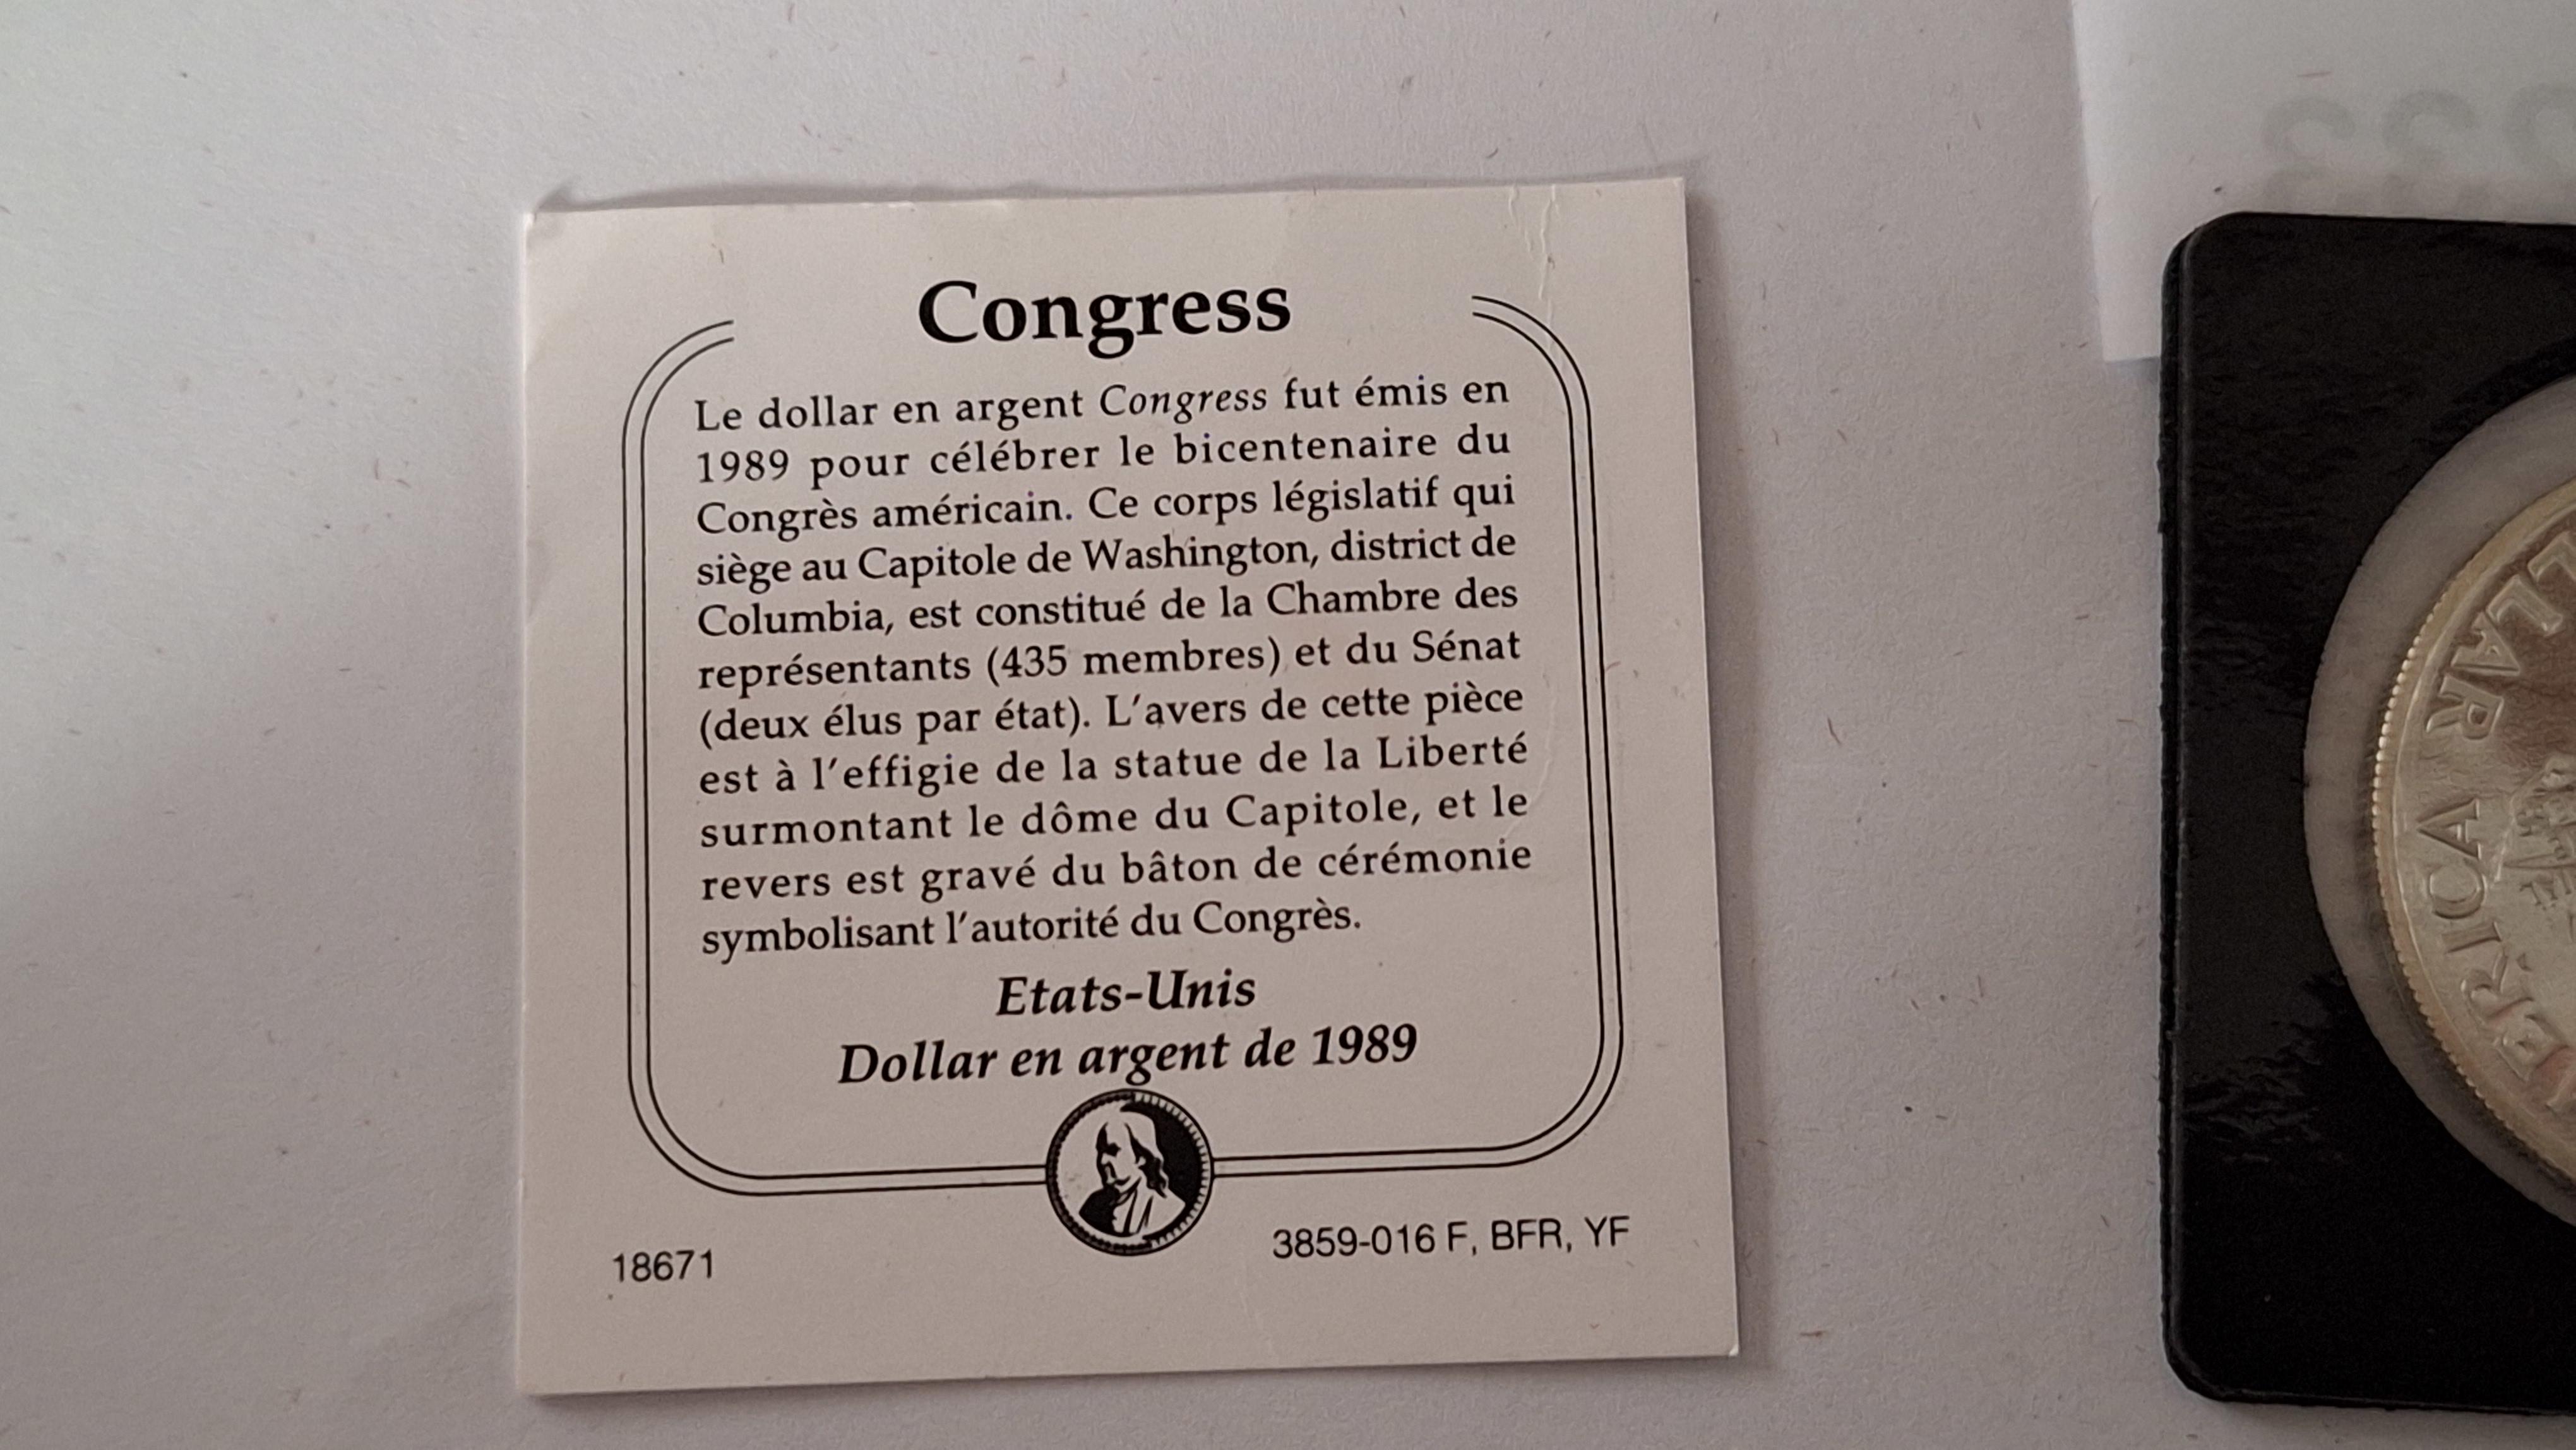 Congress
Le dollar en argent Congress fut émis en
1989 pour célébrer le bicentenaire du
Congrès américain. Ce corps législatif qui
siège au Capitole de Washington, district de
Columbia, est constitué de la Chambre des
représentants (435 membres) et du Sénat
(deux élus par état). L'avers de cette pièce
est à l'effigie de la statue de la Liberté
surmontant le dôme du Capitole, et le
revers est gravé du bâton de cérémonie
symbolisant l'autorité du Congrès.
Etats-Unis
Dollar en argent de 1989
18671
3859-016 F, BFR, YF